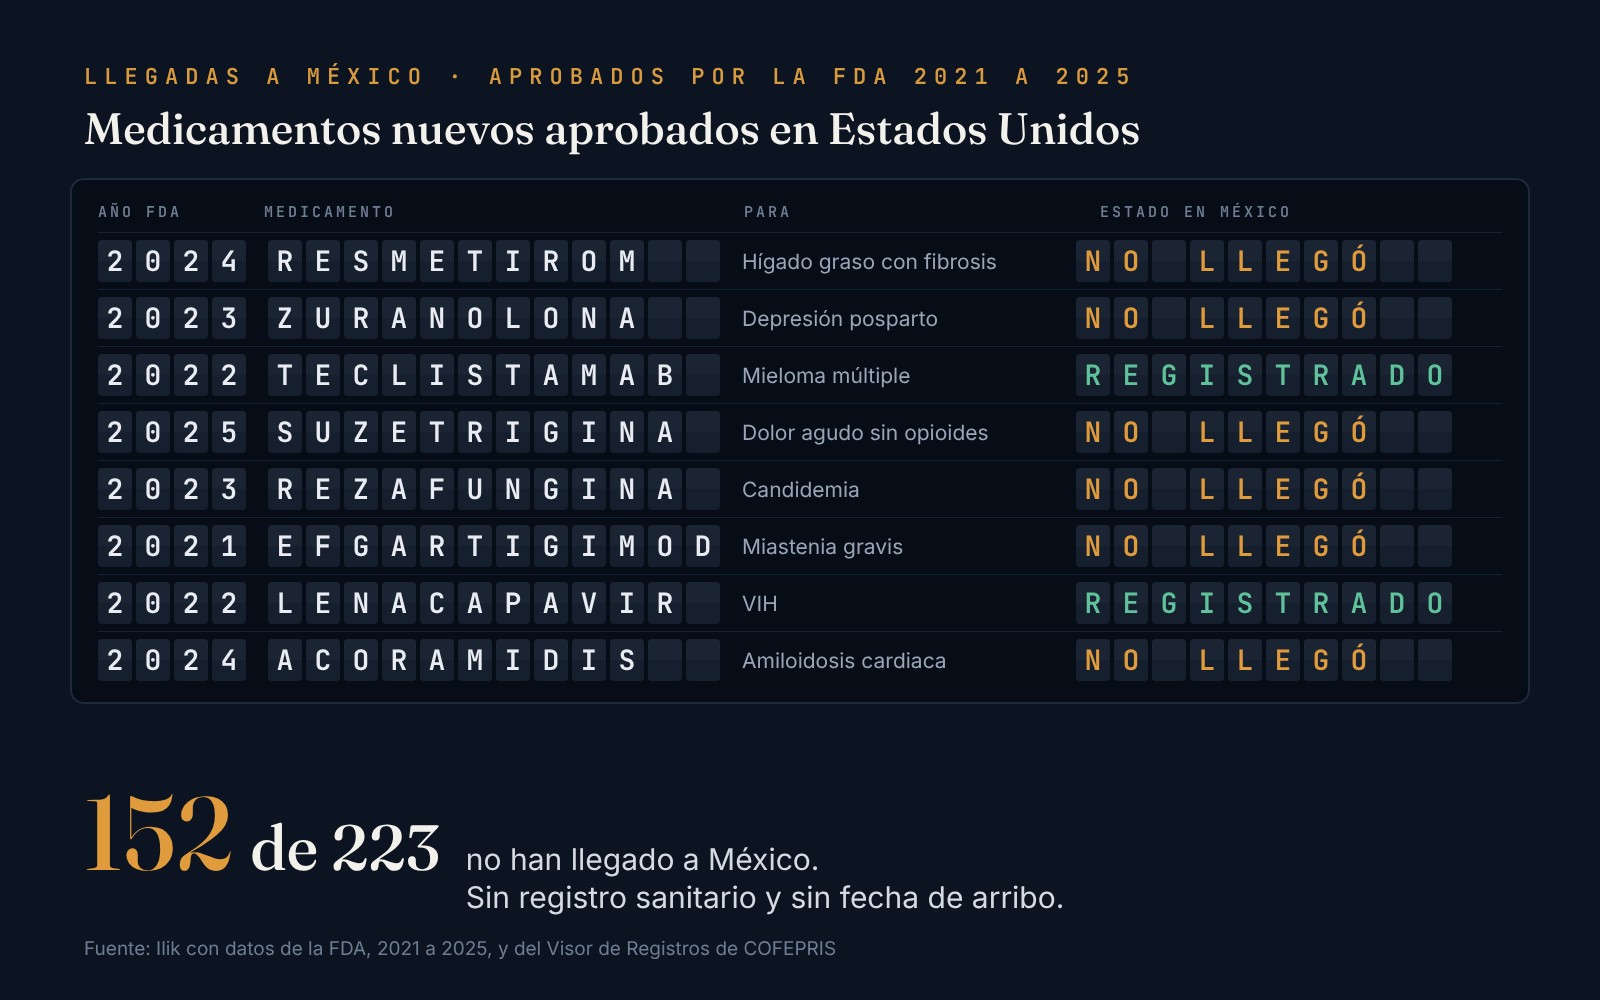 LLEGADAS A MÉXICO · APROBADOS POR LA FDA 2021 A 2025
Medicamentos nuevos aprobados en Estados Unidos
AÑO FDA MEDICAMENTO PARA ESTADO EN MÉXICO
2024 RESMETIROM Hígado graso con fibrosis NO LLEGÓ
2023 ZURANOLONA Depresión posparto NO LLEGÓ
2022 TECLISTAMAB Mieloma múltiple REGISTRADO
2025 SUZETRIGINA Dolor agudo sin opioides NO LLEGÓ
2023 REZAFUNGINA Candidemia NO LLEGÓ
2021 EFGARTIGIMOD Miastenia gravis NO LLEGÓ
2022 LENACAPAVIR VIH REGISTRADO
2024 ACORAMIDIS Amiloidosis cardiaca NO LLEGÓ
152 de 223 no han llegado a México.
Sin registro sanitario y sin fecha de arribo.
Fuente: Ilik con datos de la FDA, 2021 a 2025, y del Visor de Registros de COFEPRIS